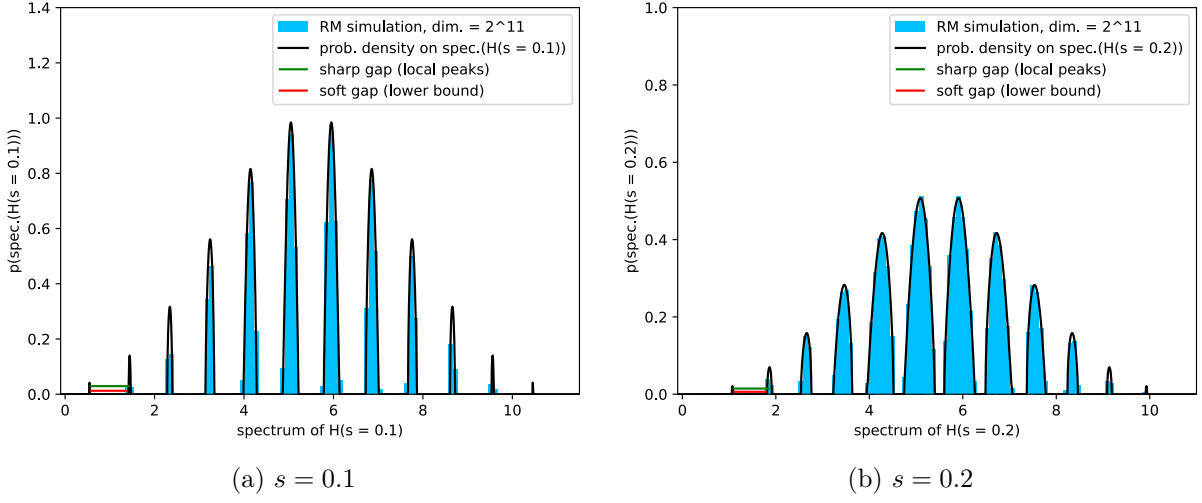 1.4
1.2
1.0
0.8
0.6
0.4
0.2
0.0
p(spec.(H(s = 0.1)))
RM simulation, dim. = 2^11
prob. density on spec.(H(s = 0.1))
sharp gap (local peaks)
soft gap (lower bound)
0 2 4 6 8 10
spectrum of H(s = 0.1)
(a) s = 0.1
1.0
0.8
0.6
0.4
0.2
0.0
p(spec.(H(s = 0.2)))
RM simulation, dim. = 2^11
prob. density on spec.(H(s = 0.2))
sharp gap (local peaks)
soft gap (lower bound)
0 2 4 6 8 10
spectrum of H(s = 0.2)
(b) s = 0.2